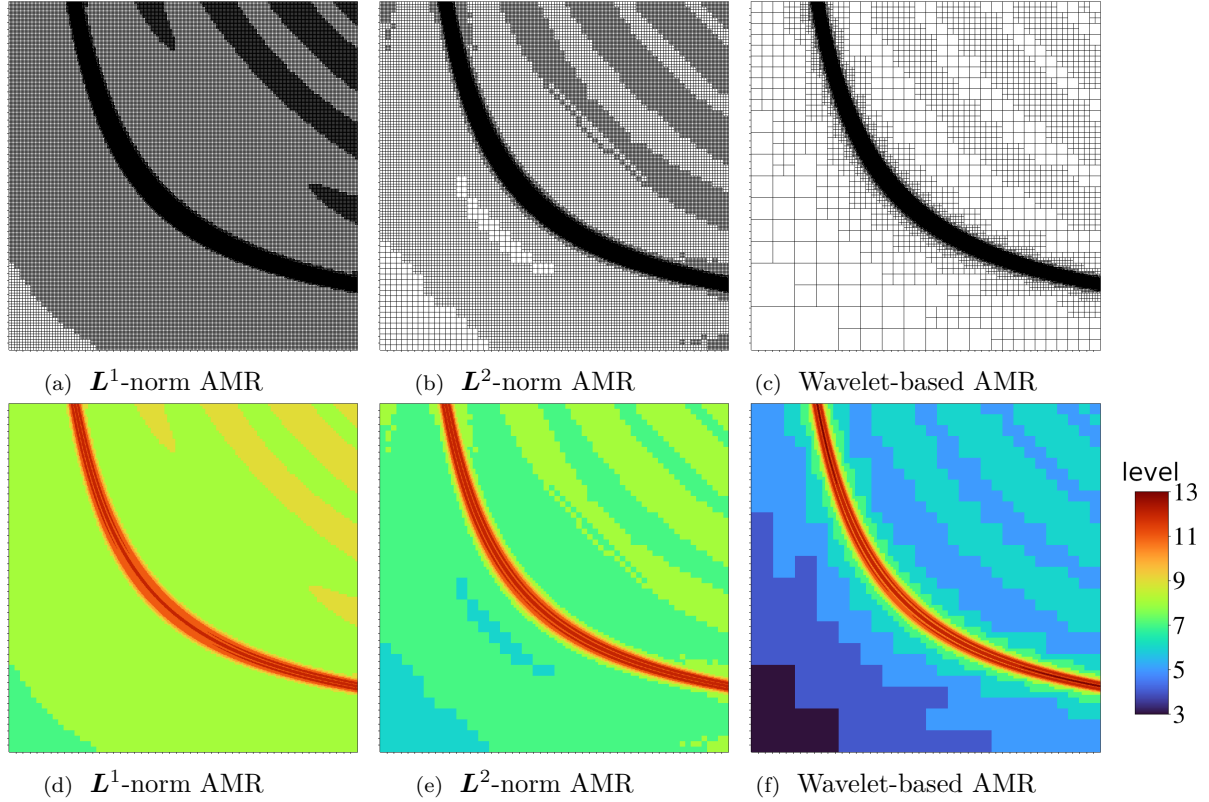 (a) L¹-norm AMR
(b) L²-norm AMR
(c) Wavelet-based AMR
level
13
11
9
7
5
3
(d) L¹-norm AMR
(e) L²-norm AMR
(f) Wavelet-based AMR